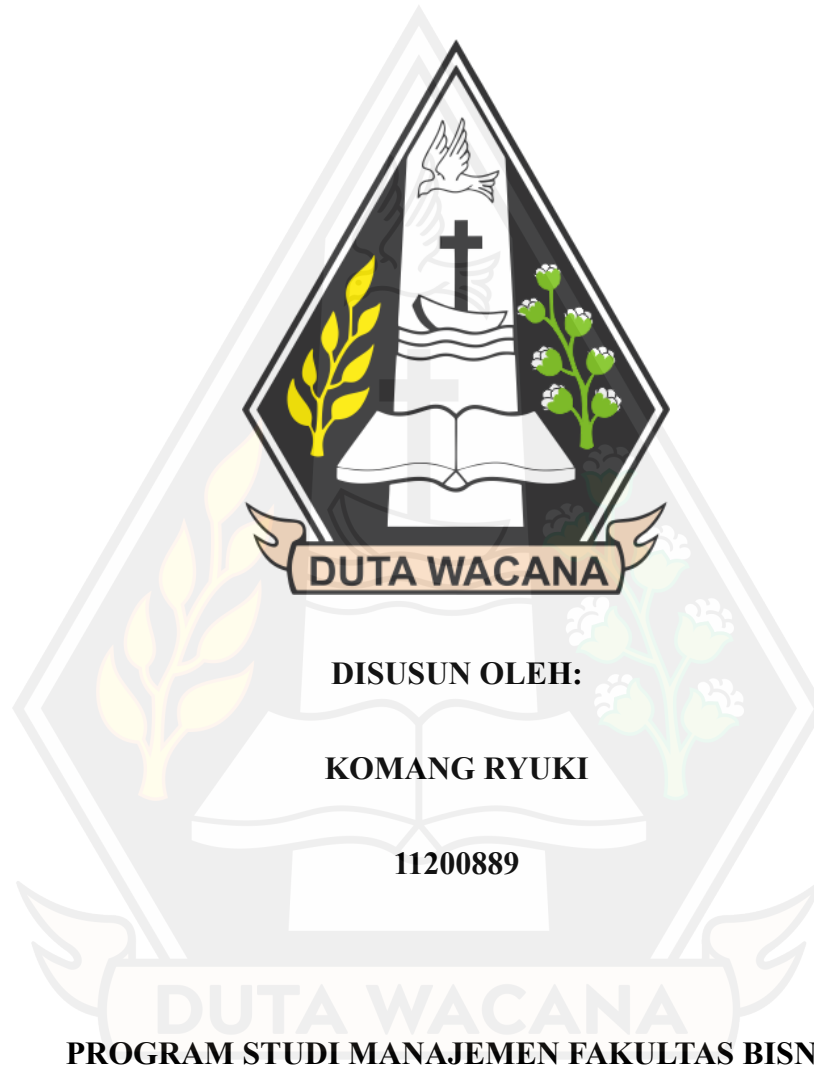 DUTA WACANA
DISUSUN OLEH:
KOMANG RYUKI
11200889
DUTA WACANA
PROGRAM STUDI MANAJEMEN FAKULTAS BISN